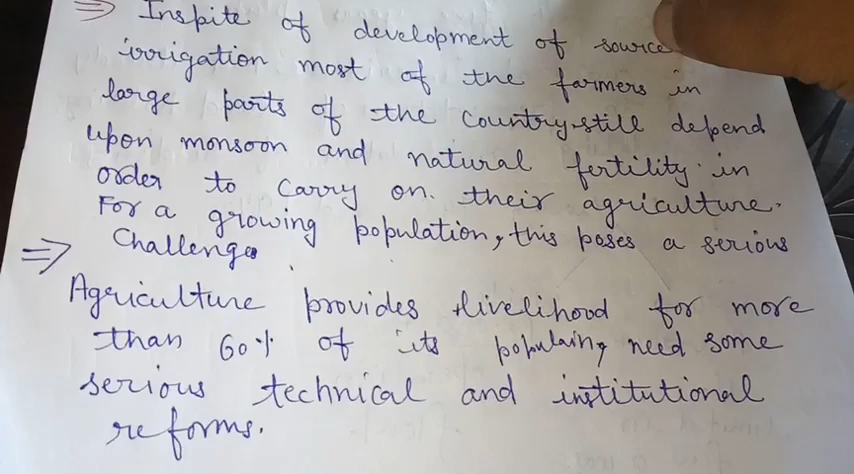 ⇒ Inspite of development of source
irrigation most of the farmers in
large parts of the country still depend
upon monsoon and natural fertility in
order to carry on their agriculture.
For a growing population, this poses a serious
Challenge
⇒ Agriculture provides livelihood for more
than 60% of its populain, need some
serious technical and institutional
reforms.